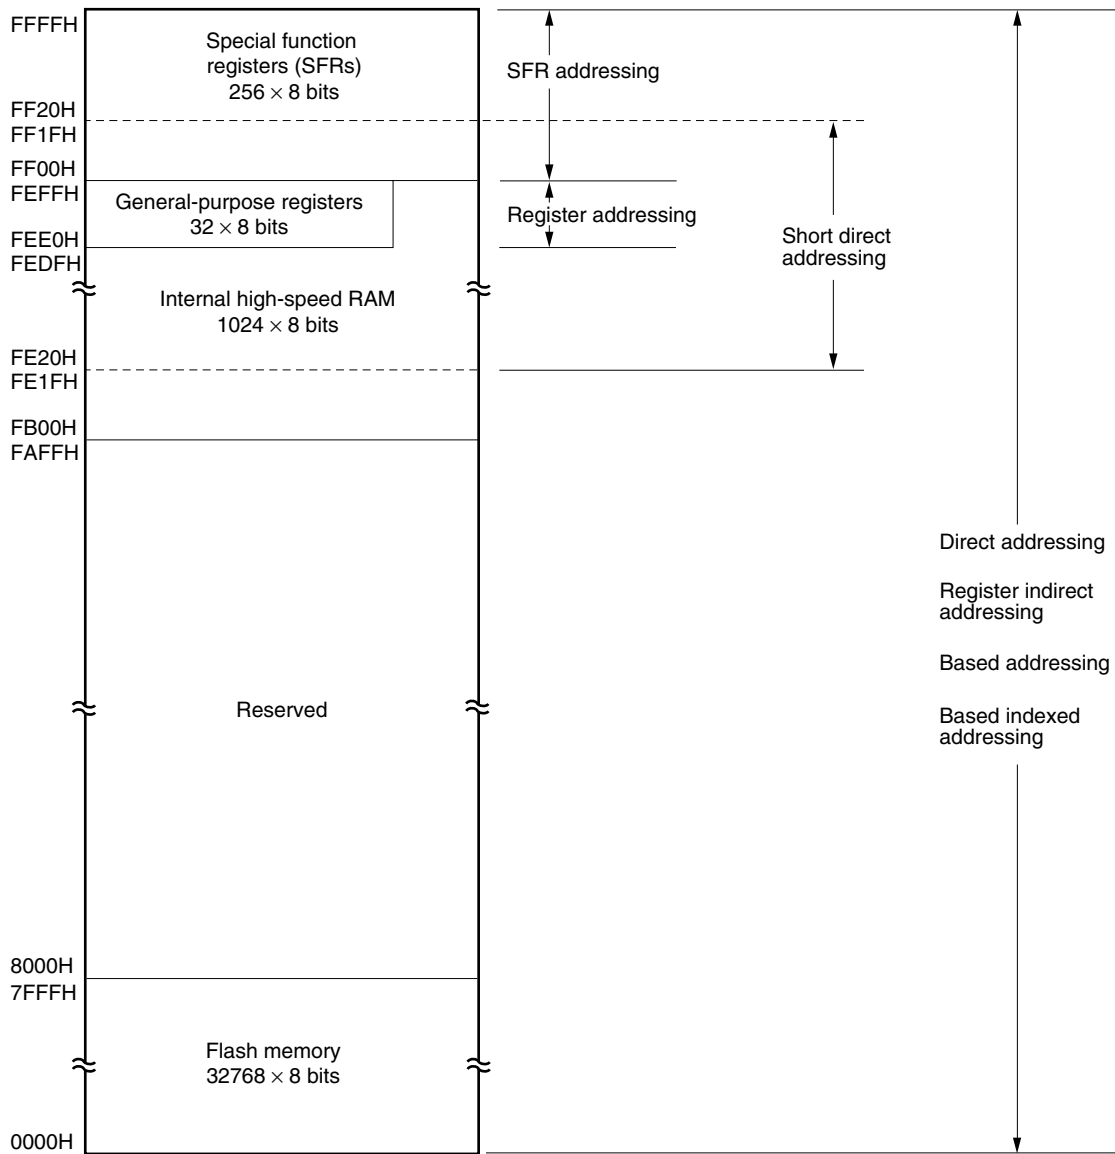 FFFFH
Special function
registers (SFRs)
256 × 8 bits
SFR addressing
FF20H
FF1FH
FF00H
FEFFH
General-purpose registers
32 × 8 bits
Register addressing
Short direct
addressing
FEE0H
FEDFH
Internal high-speed RAM
1024 × 8 bits
FE20H
FE1FH
FB00H
FAFFH
Direct addressing
Register indirect
addressing
Based addressing
Based indexed
addressing
Reserved
8000H
7FFFH
Flash memory
32768 × 8 bits
0000H